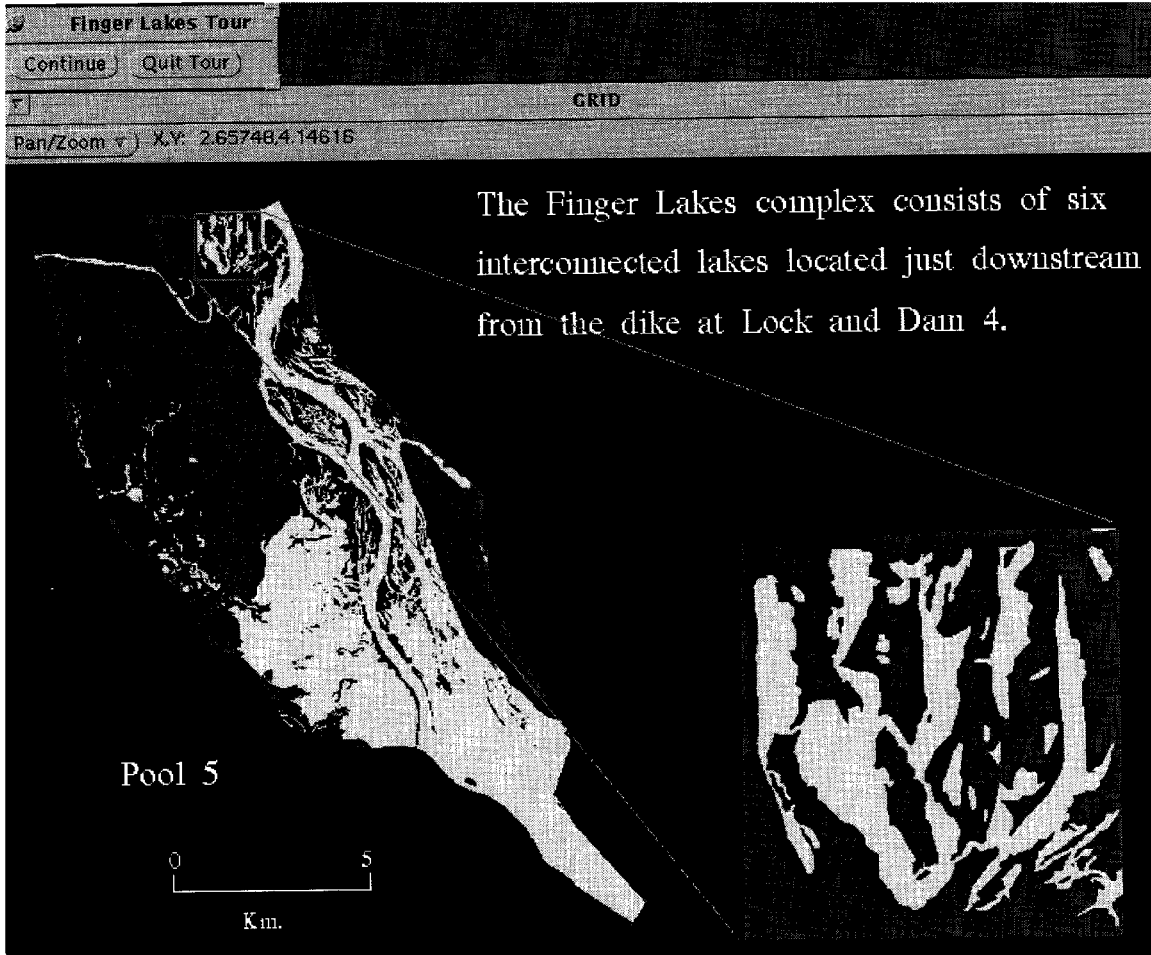 Finger Lakes Tour
Continue Quit Tour
GRID
Pan/Zoom X,Y: 2.65748,4.14616
The Finger Lakes complex consists of six
interconnected lakes located just downstream
from the dike at Lock and Dam 4.
Pool 5
0 5
Km.